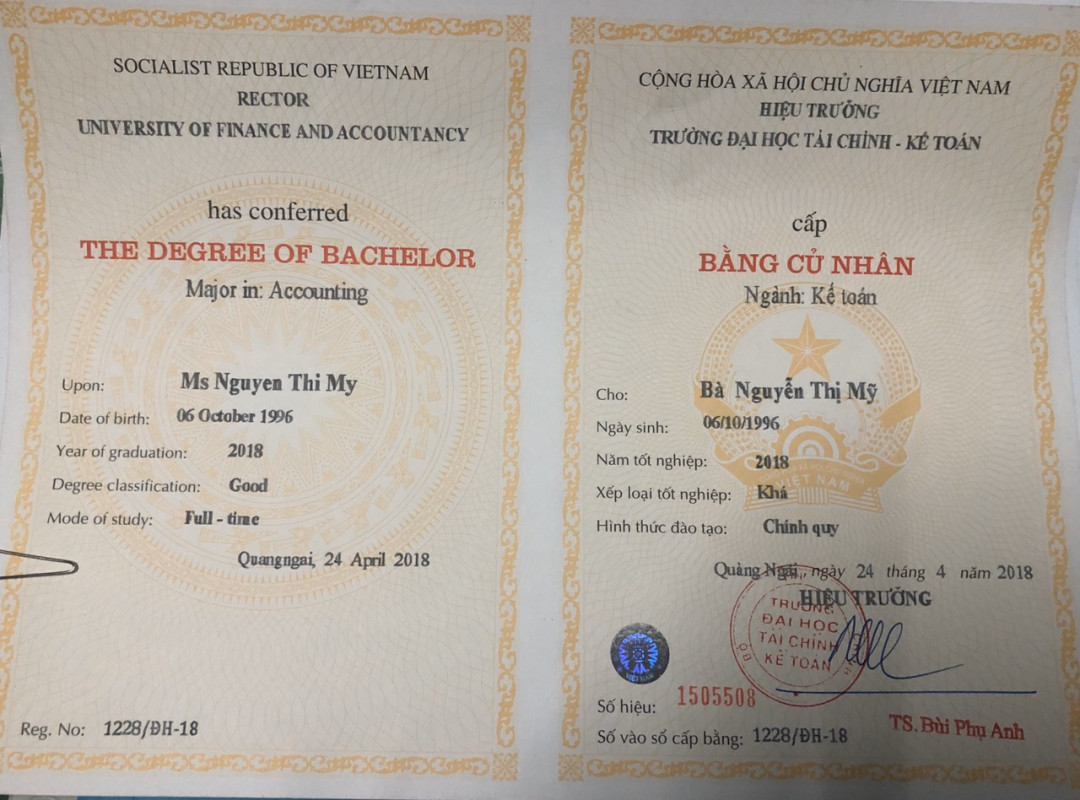 SOCIALIST REPUBLIC OF VIETNAM
RECTOR
UNIVERSITY OF FINANCE AND ACCOUNTANCY
has conferred
THE DEGREE OF BACHELOR
Major in: Accounting
Upon: Ms Nguyen Thi My
Date of birth: 06 October 1996
Year of graduation: 2018
Degree classification: Good
Mode of study: Full - time
Quangngai, 24 April 2018
Reg. No: 1228/ĐH-18
CỘNG HÒA XÃ HỘI CHỦ NGHĨA VIỆT NAM
HIỆU TRƯỞNG
TRƯỜNG ĐẠI HỌC TÀI CHÍNH - KẾ TOÁN
cấp
BẰNG CỬ NHÂN
Ngành: Kế toán
Cho: Bà Nguyễn Thị Mỹ
Ngày sinh: 06/10/1996
Năm tốt nghiệp: 2018
Xếp loại tốt nghiệp: Khá
Hình thức đào tạo: Chính quy
VIỆT NAM
Quảng Ngãi, ngày 24 tháng 4 năm 2018
HIỆU TRƯỞNG
TRƯỜNG
ĐẠI HỌC
TÀI CHÍNH
KẾ TOÁN
VIỆT NAM
Số hiệu: 1505508
Số vào sổ cấp bằng: 1228/ĐH-18
TS. Bùi Phụ Anh